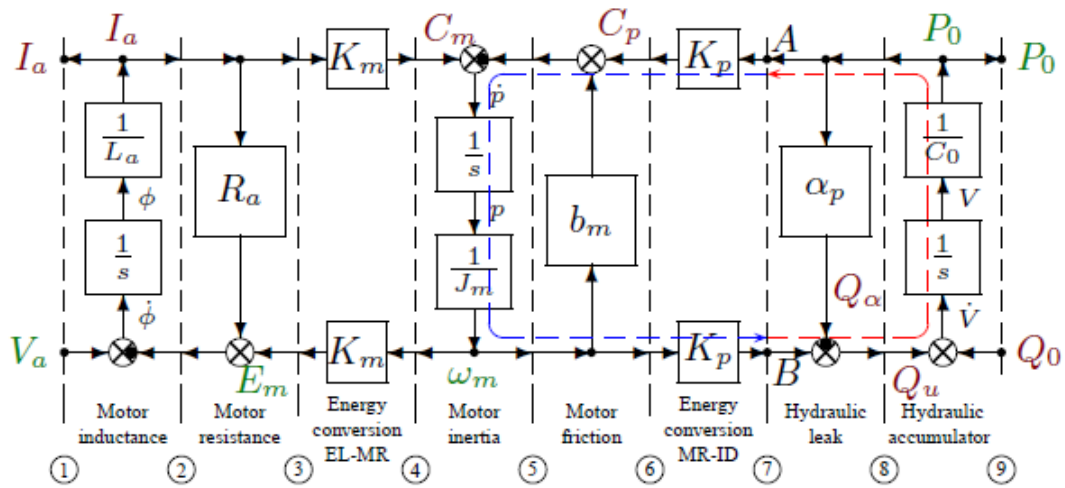 I_a
C_m
C_p
P_0
I_a
K_m
K_p
A
P_0
ṗ
1/L_a
1/s
1/C_0
ϕ
R_a
p
α_p
V
b_m
1/s
1/J_m
1/s
ϕ̇
Q_α
V̇
V_a
K_m
K_p
Q_0
E_m
ω_m
B
Q_u
Motor
inductance
Motor
resistance
Energy
conversion
EL-MR
Motor
inertia
Motor
friction
Energy
conversion
MR-ID
Hydraulic
leak
Hydraulic
accumulator
1
2
3
4
5
6
7
8
9